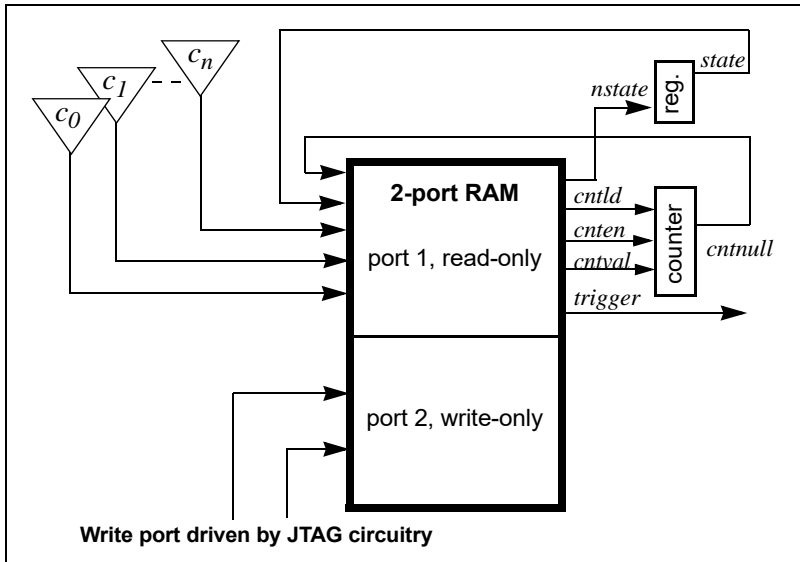 c0
c1
cn
state
nstate
reg.
2-port RAM
port 1, read-only
cntld
cnten
cntval
counter
cntnull
trigger
port 2, write-only
Write port driven by JTAG circuitry